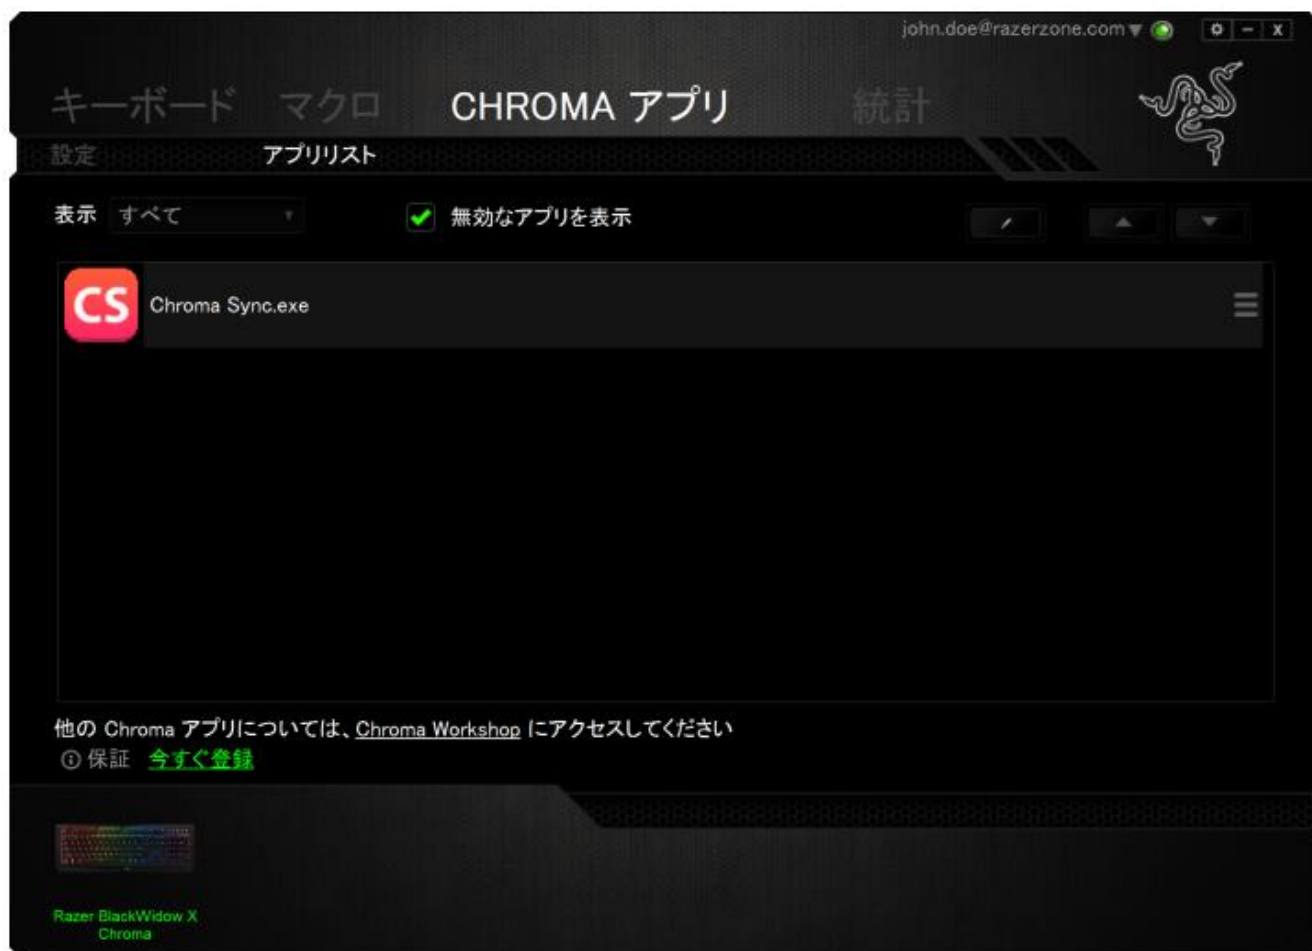 john.doe@razerzone.com
キーボード マクロ CHROMA アプリ 統計
設定 アプリリスト
表示 すべて 無効なアプリを表示
CS Chroma Sync.exe
他の Chroma アプリについては、Chroma Workshop にアクセスしてください
保証 今すぐ登録
Razer BlackWidow X
Chroma